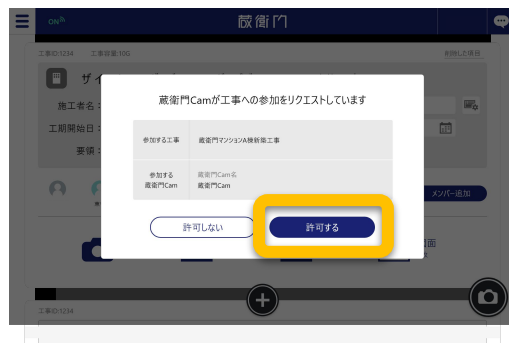 ON
蔵衛門
工事ID:1234 工事容量:10G
削除した項目
ザイ
施工者名:
工期開始日:
要領:
蔵衛門Camが工事への参加をリクエストしています
参加する工事 蔵衛門マンションA棟新築工事
参加する
蔵衛門Cam
蔵衛門Cam名
蔵衛門Cam
メンバー追加
許可しない 許可する
図面
工事ID:1234